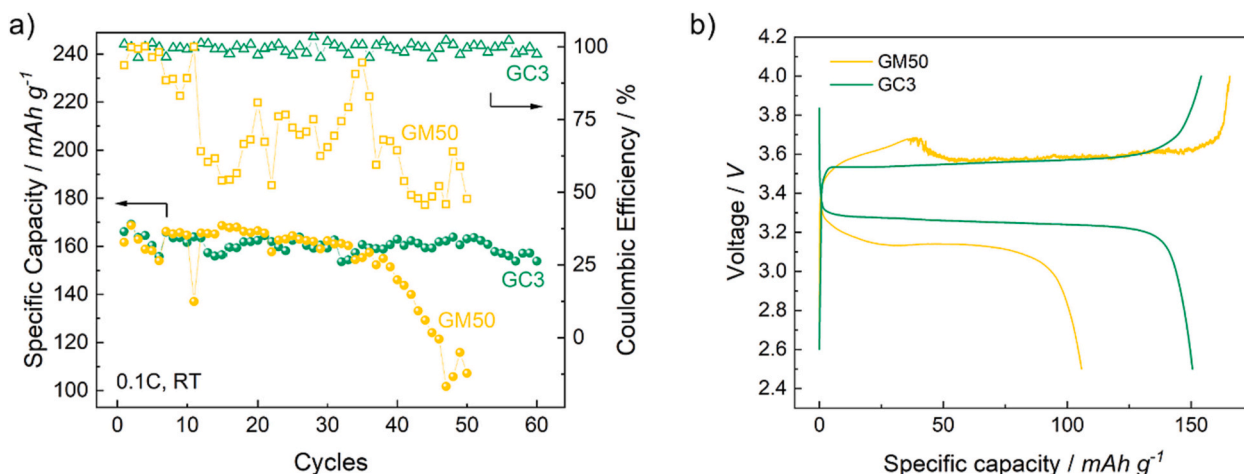 a)
Specific Capacity / mAh g-1
240
220
200
180
160
140
120
100
GC3
GM50
GC3
GM50
0.1C, RT
0
10
20
30
40
50
60
Cycles
100
75
50
25
0
Coulombic Efficiency / %
b)
Voltage / V
4.2
4.0
3.8
3.6
3.4
3.2
3.0
2.8
2.6
2.4
GM50
GC3
0
50
100
150
Specific capacity / mAh g-1